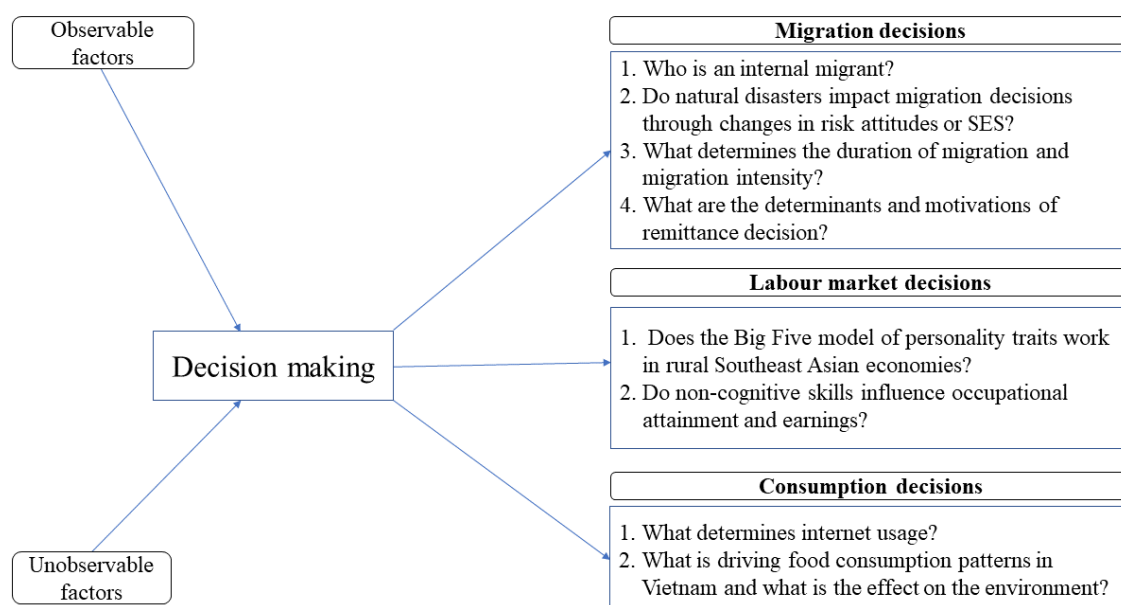 Observable
factors
Migration decisions
1. Who is an internal migrant?
2. Do natural disasters impact migration decisions
through changes in risk attitudes or SES?
3. What determines the duration of migration and
migration intensity?
4. What are the determinants and motivations of
remittance decision?
Labour market decisions
1. Does the Big Five model of personality traits work
in rural Southeast Asian economies?
2. Do non-cognitive skills influence occupational
attainment and earnings?
Decision making
Consumption decisions
1. What determines internet usage?
2. What is driving food consumption patterns in
Vietnam and what is the effect on the environment?
Unobservable
factors